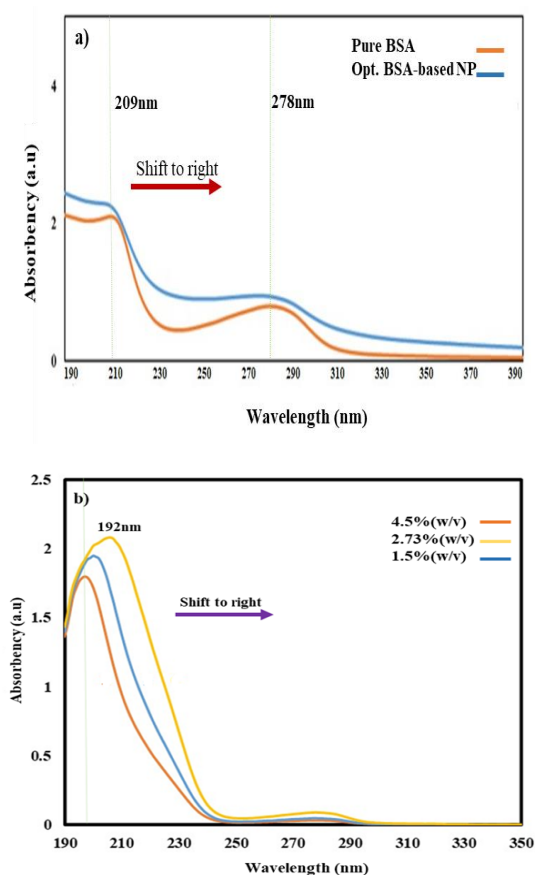 a)
Pure BSA
Opt. BSA-based NP
209nm
278nm
Shift to right
Absorbency (a.u)
4
2
0
190 210 230 250 270 290 310 330 350 370 390
Wavelength (nm)
b)
192nm
4.5%(w/v)
2.73%(w/v)
1.5%(w/v)
Shift to right
Absorbency (a.u)
2.5
2
1.5
1
0.5
0
190 210 230 250 270 290 310 330 350
Wavelength (nm)